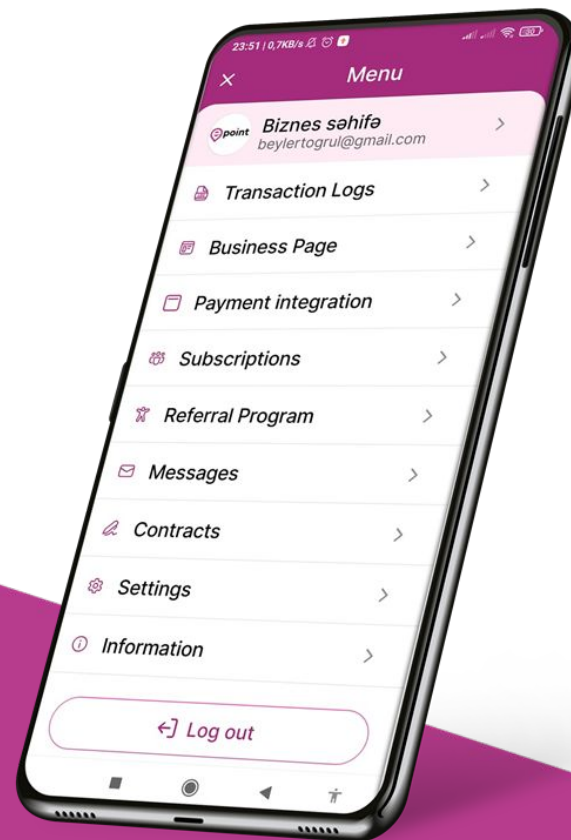 23:51 | 0,7KB/s
Menu
epoint
Biznes səhifə
beylertogrul@gmail.com
Transaction Logs
Business Page
Payment integration
Subscriptions
Referral Program
Messages
Contracts
Settings
Information
Log out